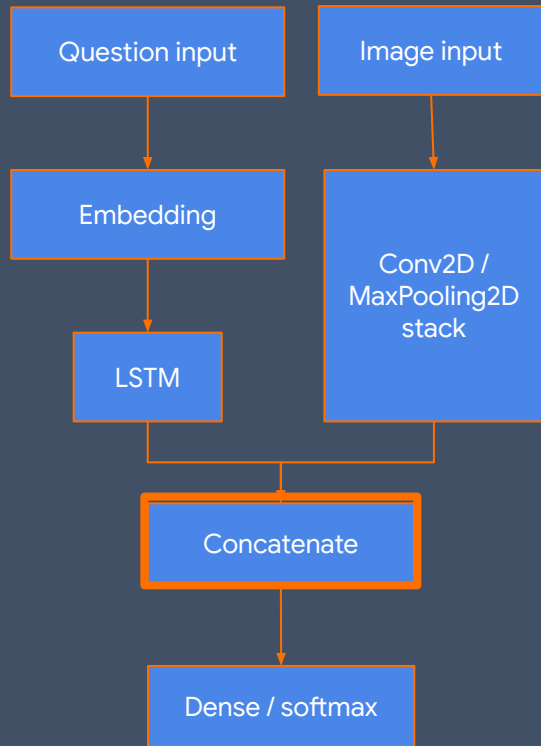 Question input
Image input
Embedding
Conv2D /
MaxPooling2D
stack
LSTM
Concatenate
Dense / softmax